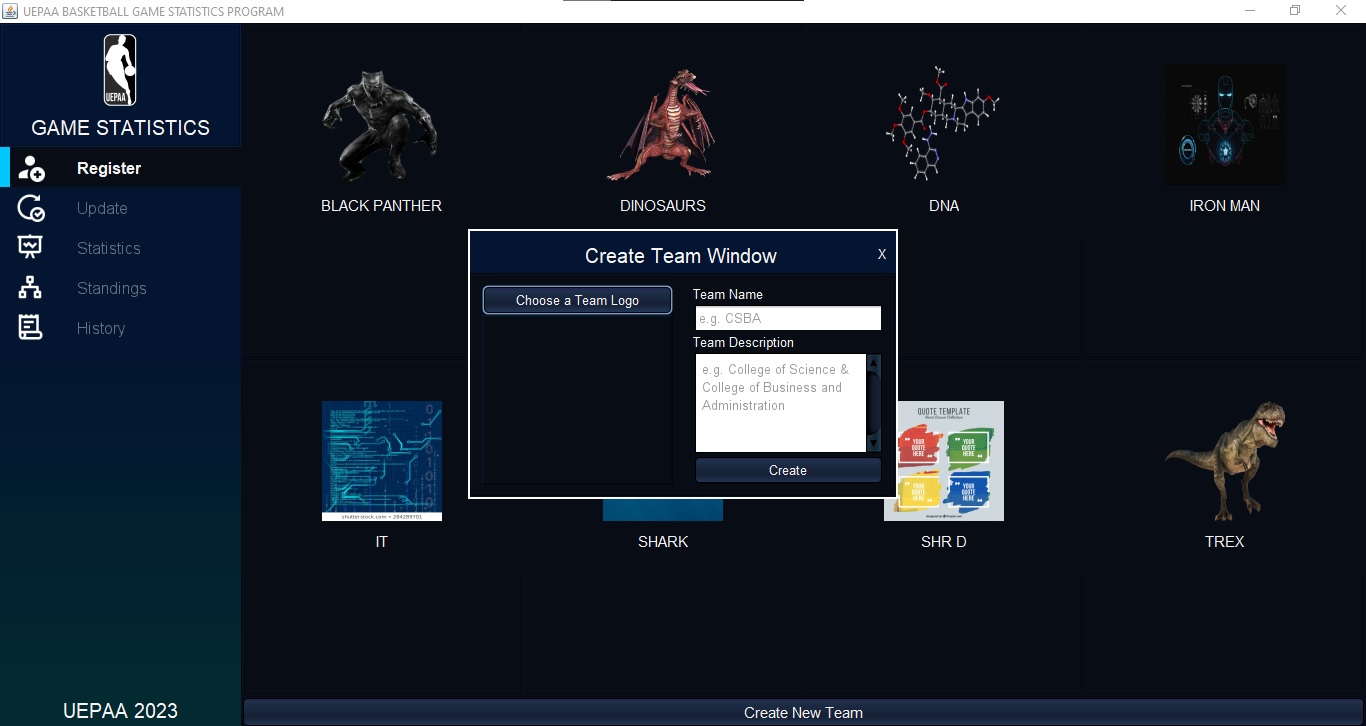 UEPAA BASKETBALL GAME STATISTICS PROGRAM
UEPAA
GAME STATISTICS
Register
Update
Statistics
Standings
History
UEPAA 2023
BLACK PANTHER
DINOSAURS
DNA
IRON MAN
Create Team Window
X
Choose a Team Logo
Team Name
e.g. CSBA
Team Description
e.g. College of Science &
College of Business and
Administration
Create
shutterstock.com • 284289701
QUOTE TEMPLATE
YOUR
QUOTE
HERE
YOUR
QUOTE
HERE
YOUR
QUOTE
HERE
YOUR
QUOTE
HERE
IT
SHARK
SHR D
TREX
Create New Team